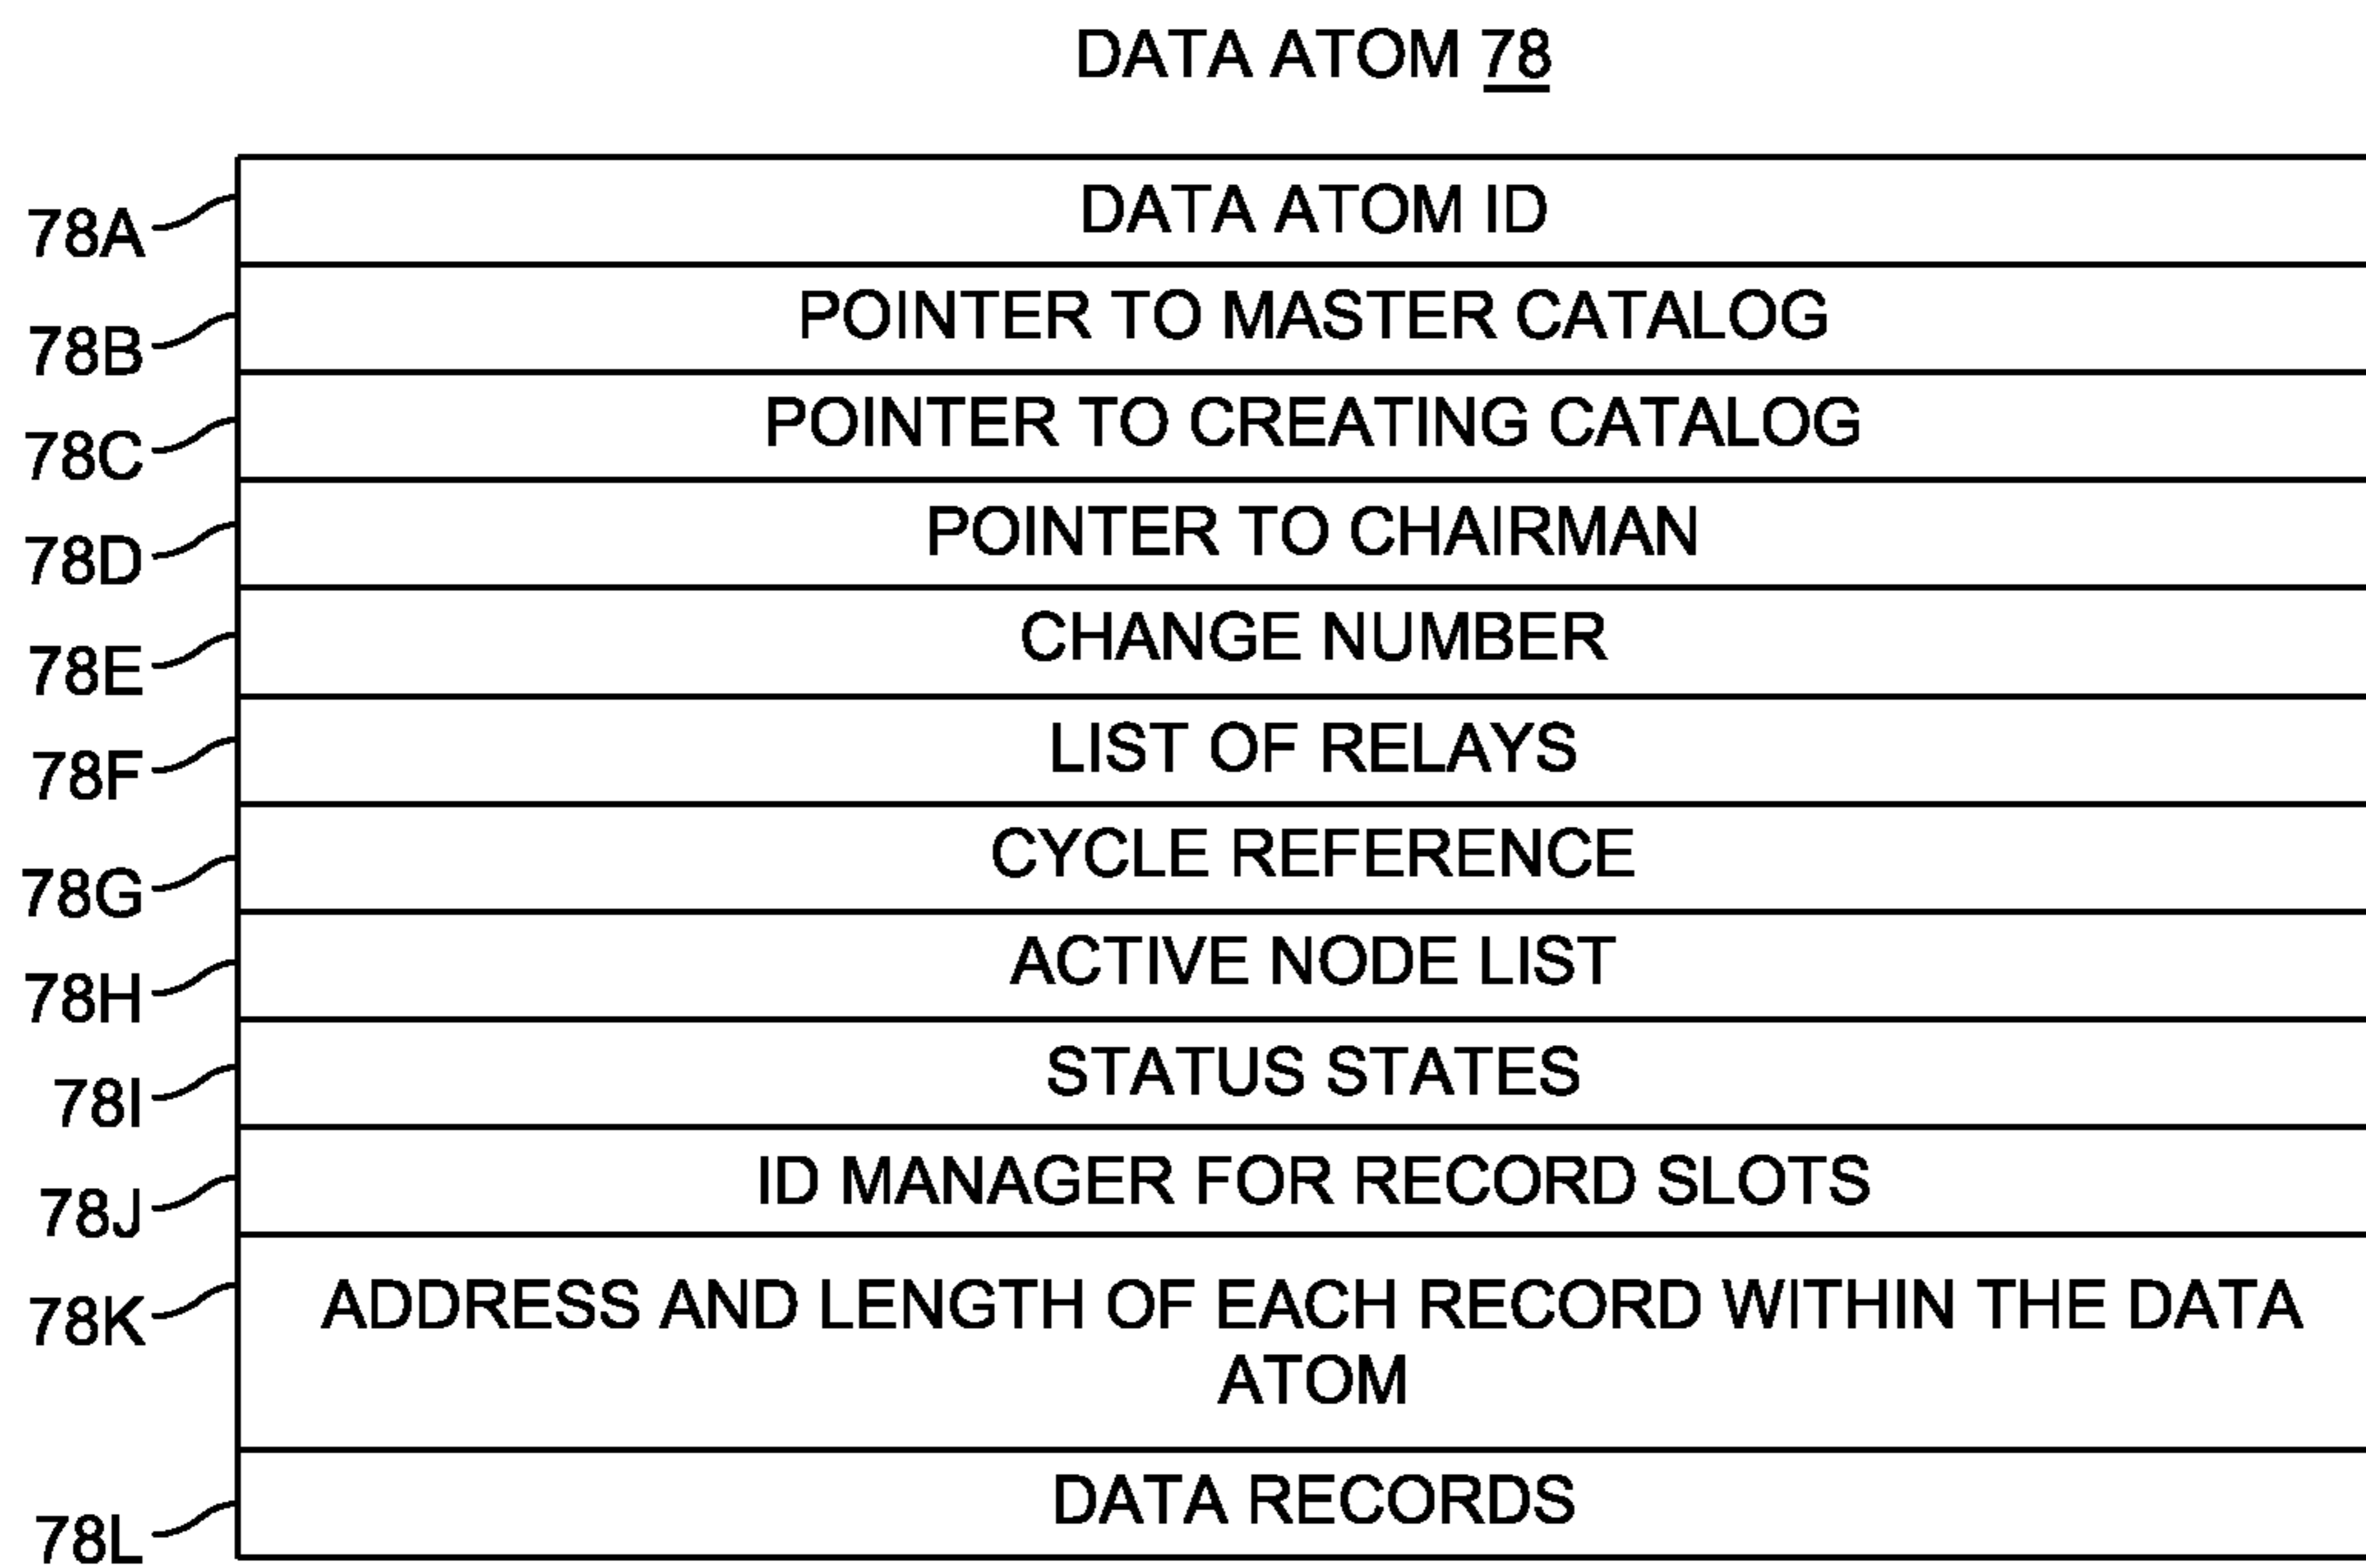 DATA ATOM 78
78A DATA ATOM ID
78B POINTER TO MASTER CATALOG
78C POINTER TO CREATING CATALOG
78D POINTER TO CHAIRMAN
78E CHANGE NUMBER
78F LIST OF RELAYS
78G CYCLE REFERENCE
78H ACTIVE NODE LIST
78I STATUS STATES
78J ID MANAGER FOR RECORD SLOTS
78K ADDRESS AND LENGTH OF EACH RECORD WITHIN THE DATA
ATOM
78L DATA RECORDS